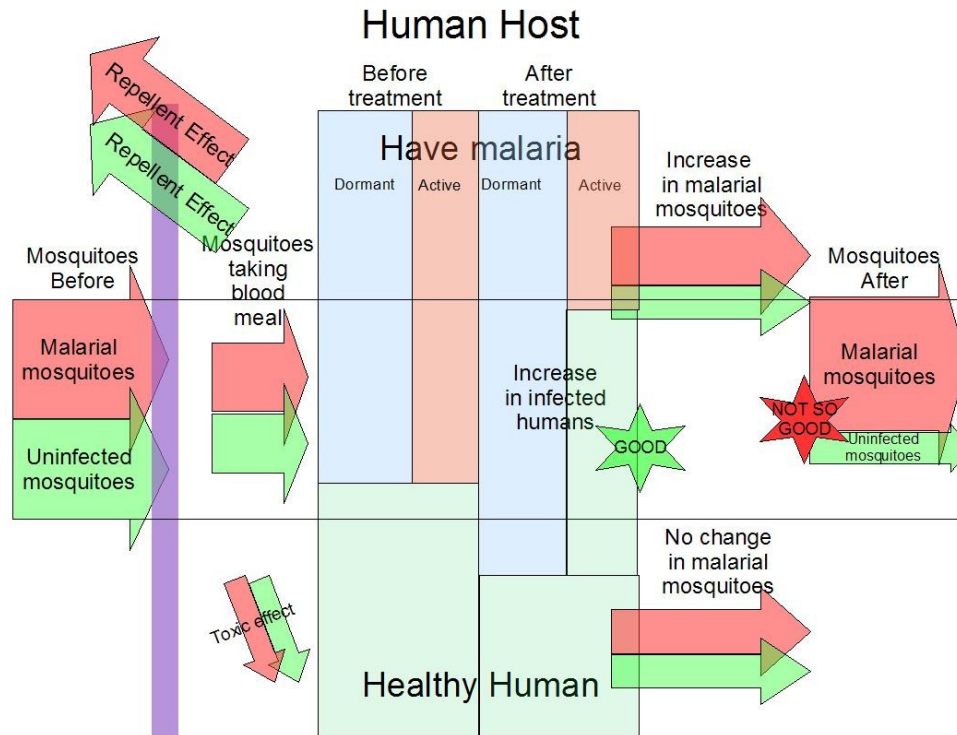 Human Host
Before
treatment
After
treatment
Have malaria
Dormant
Active
Dormant
Active
Repellent Effect
Repellent Effect
Mosquitoes
Before
Mosquitoes
taking
blood
meal
Increase
in malarial
mosquitoes
Mosquitoes
After
Malarial
mosquitoes
Uninfected
mosquitoes
Increase
in infected
humans
GOOD
NOT SO
GOOD
Malarial
mosquitoes
Uninfected
mosquitoes
No change
in malarial
mosquitoes
Toxic effect
Healthy Human